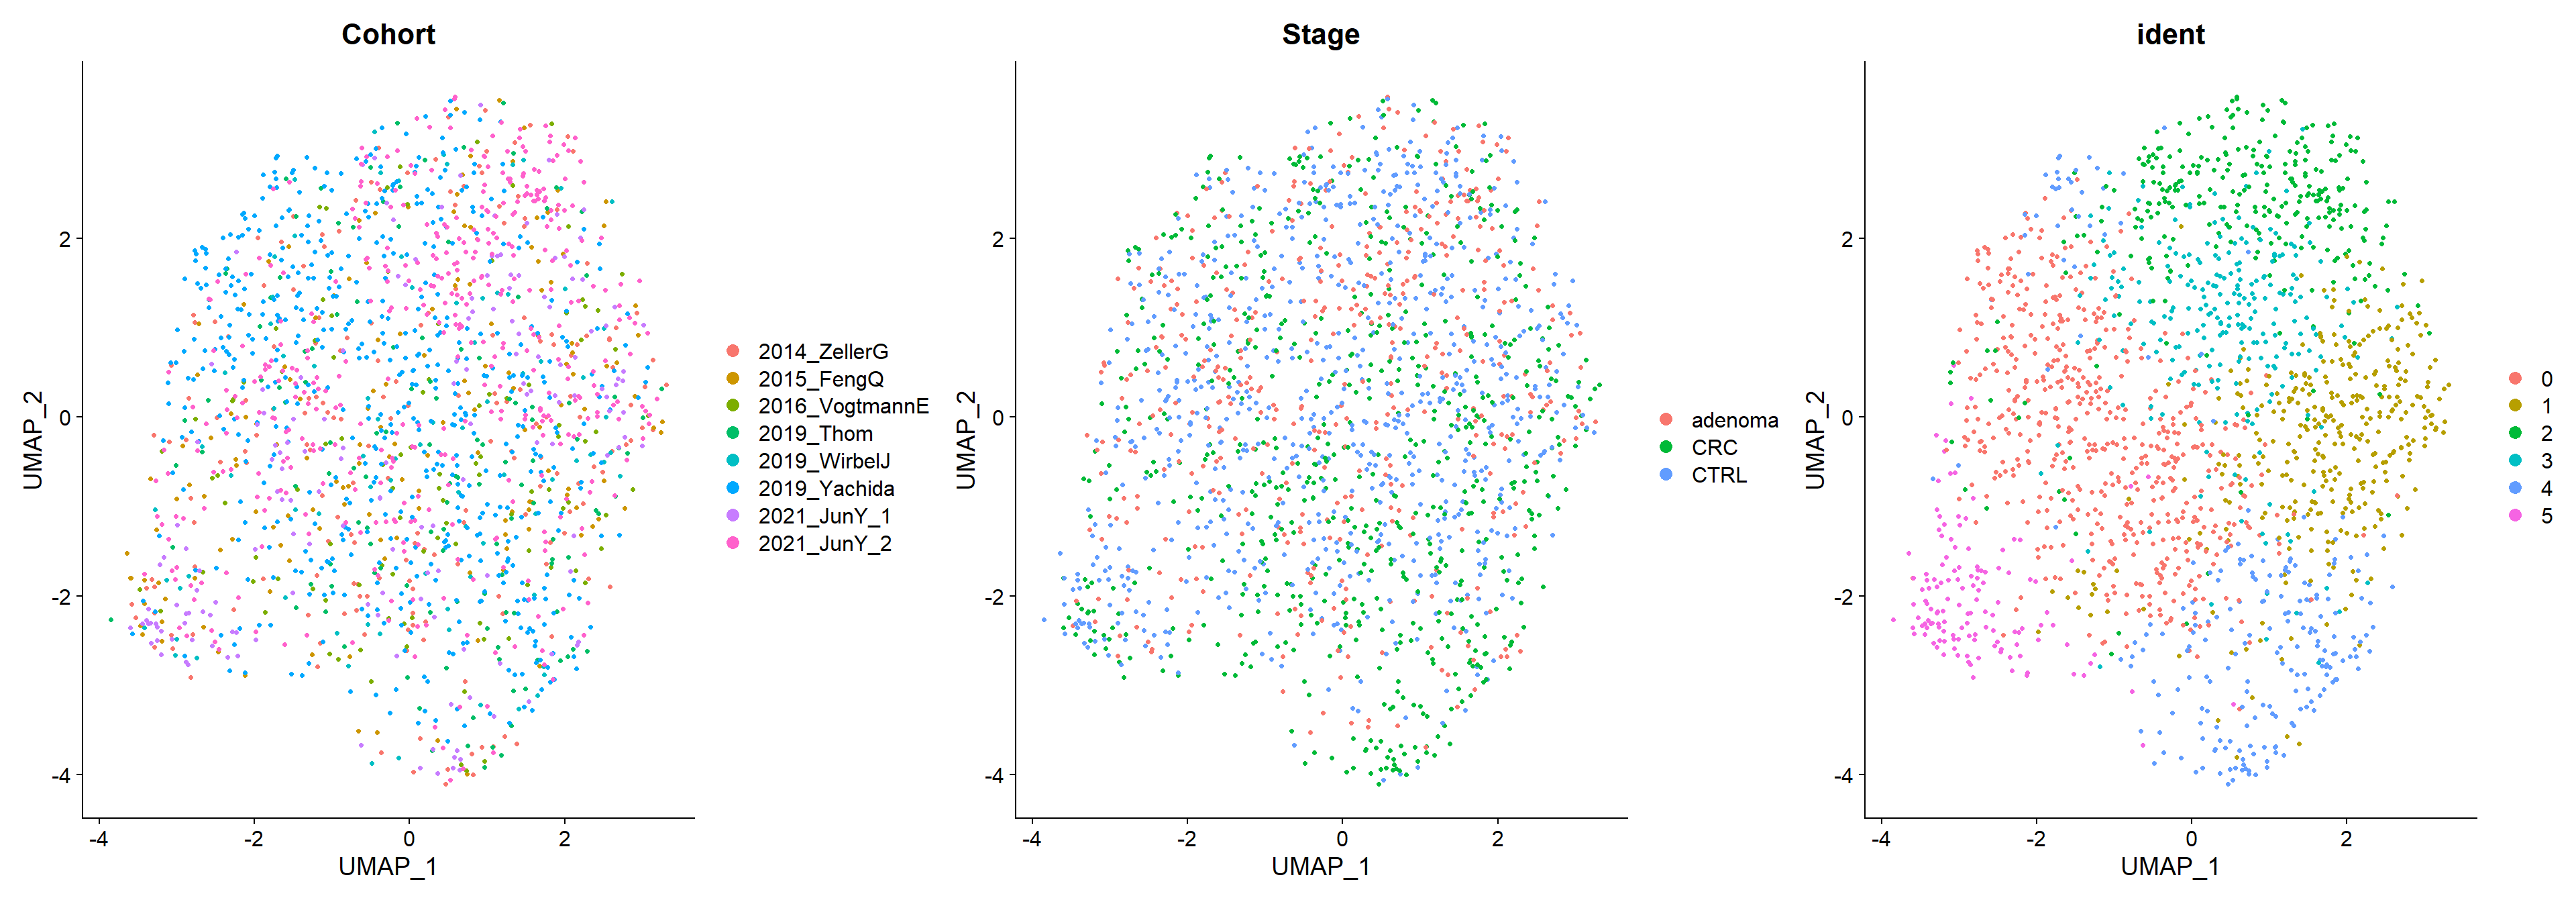 Cohort
UMAP_2
2
0
-2
-4
-4
-2
0
2
UMAP_1
2014_ZellerG
2015_FengQ
2016_VogtmannE
2019_Thom
2019_WirbelJ
2019_Yachida
2021_JunY_1
2021_JunY_2
Stage
UMAP_2
2
0
-2
-4
-4
-2
0
2
UMAP_1
adenoma
CRC
CTRL
ident
UMAP_2
2
0
-2
-4
-4
-2
0
2
UMAP_1
0
1
2
3
4
5